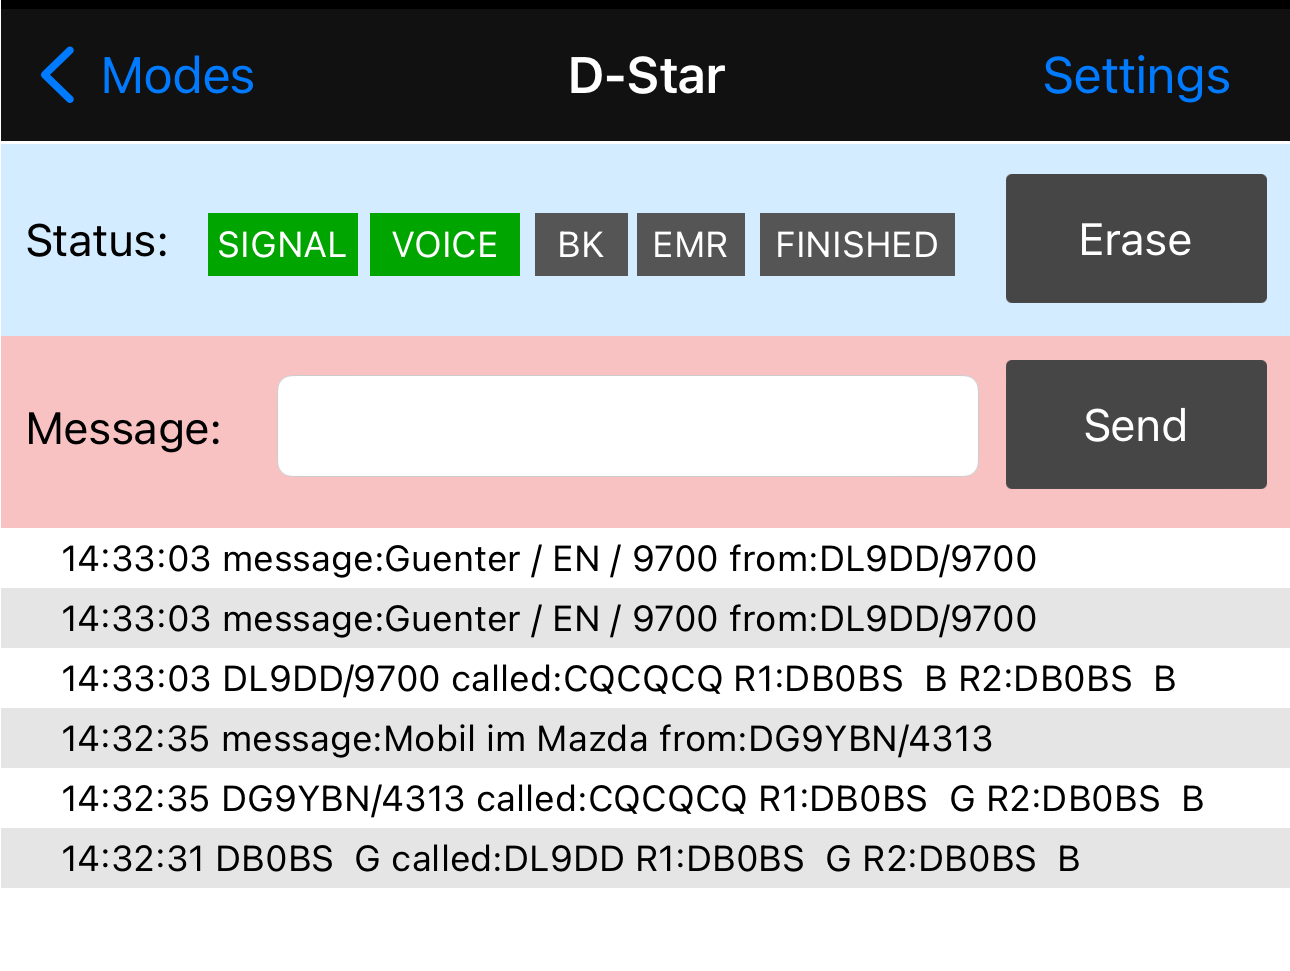 Modes D-Star Settings
Status: SIGNAL VOICE BK EMR FINISHED Erase
Message: Send
14:33:03 message:Guenter / EN / 9700 from:DL9DD/9700
14:33:03 message:Guenter / EN / 9700 from:DL9DD/9700
14:33:03 DL9DD/9700 called:CQCQCQ R1:DB0BS  B R2:DB0BS  B
14:32:35 message:Mobil im Mazda from:DG9YBN/4313
14:32:35 DG9YBN/4313 called:CQCQCQ R1:DB0BS  G R2:DB0BS  B
14:32:31 DB0BS  G called:DL9DD R1:DB0BS  G R2:DB0BS  B